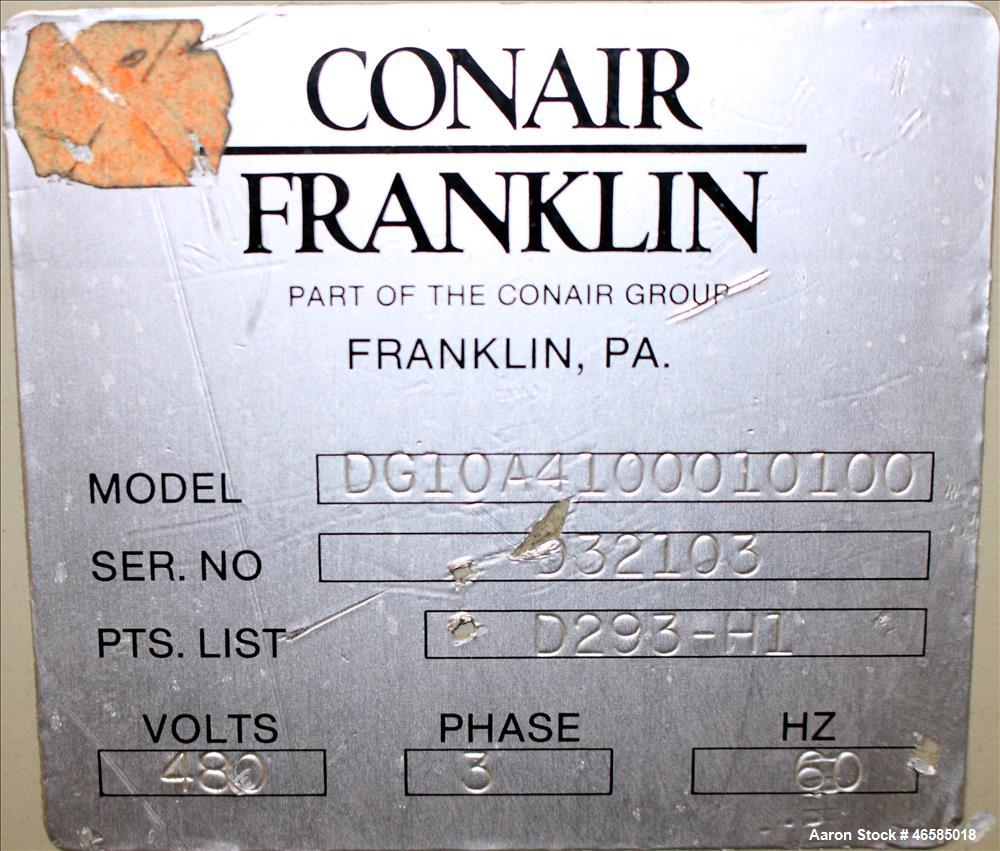 CONAIR
FRANKLIN
PART OF THE CONAIR GROUP
FRANKLIN, PA.
MODEL DG10A4100010100
SER. NO
PTS. LIST D293-H1
VOLTS PHASE HZ
480 3 60
Aaron Stock # 46585018